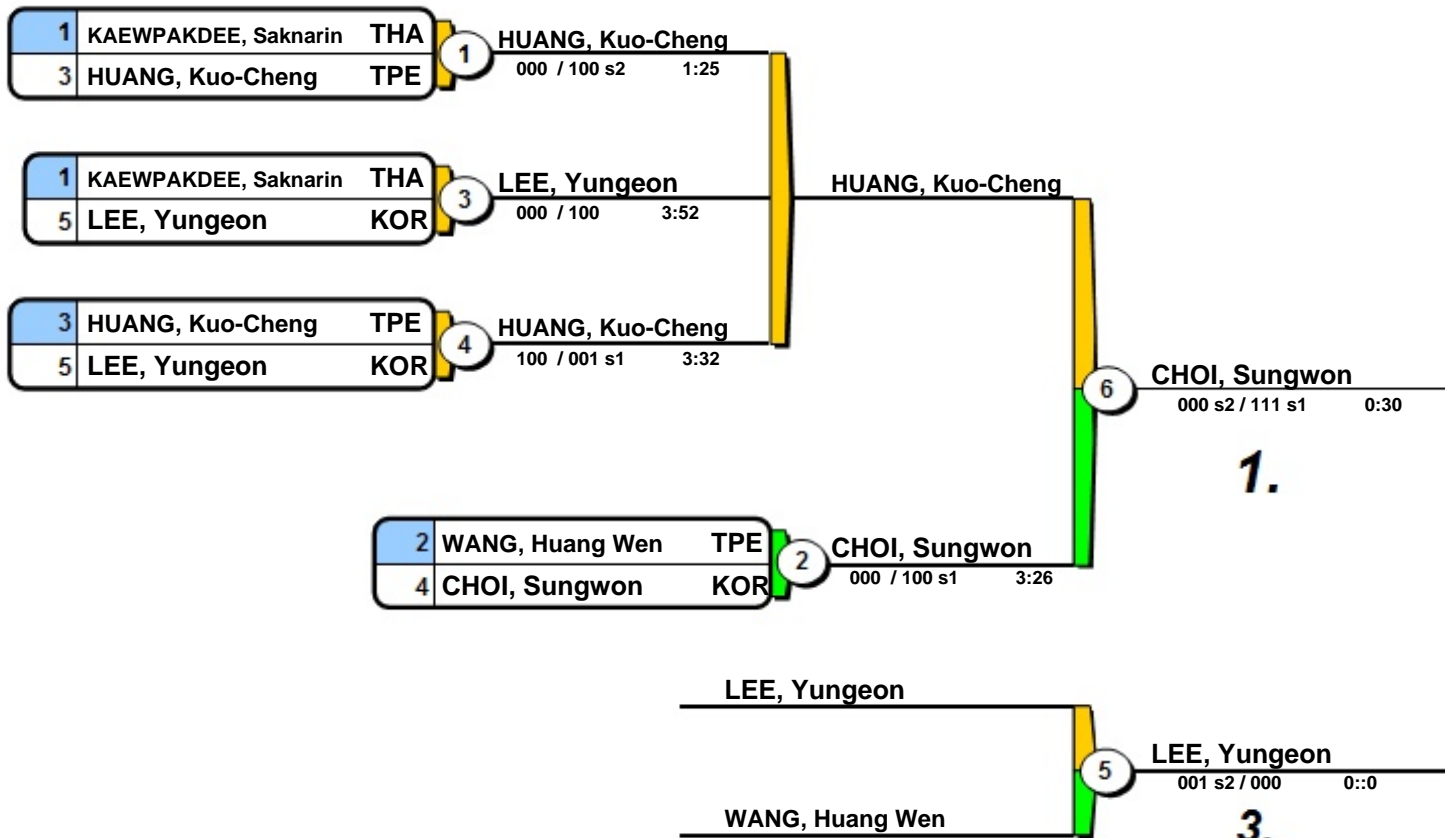 1 KAEWPAKDEE, Saknarin THA
3 HUANG, Kuo-Cheng TPE
1 HUANG, Kuo-Cheng
000 / 100 s2 1:25
1 KAEWPAKDEE, Saknarin THA
5 LEE, Yungeon KOR
3 LEE, Yungeon
000 / 100 3:52
HUANG, Kuo-Cheng
3 HUANG, Kuo-Cheng TPE
5 LEE, Yungeon KOR
4 HUANG, Kuo-Cheng
100 / 001 s1 3:32
6 CHOI, Sungwon
000 s2 / 111 s1 0:30
1.
2 WANG, Huang Wen TPE
4 CHOI, Sungwon KOR
2 CHOI, Sungwon
000 / 100 s1 3:26
LEE, Yungeon
5 LEE, Yungeon
001 s2 / 000 0::0
WANG, Huang Wen
3.